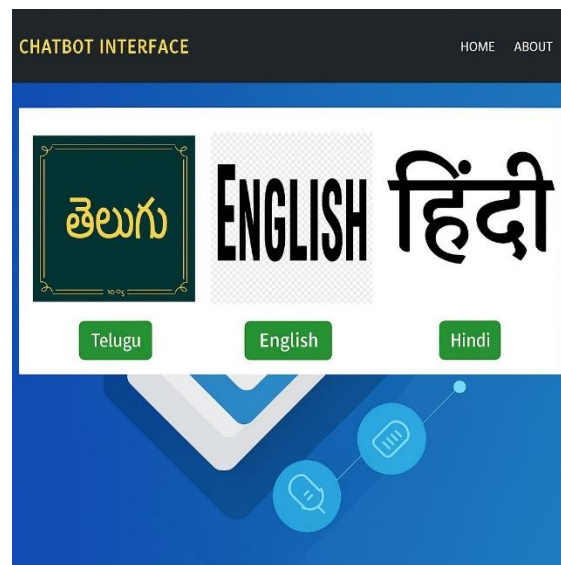 CHATBOT INTERFACE
HOME ABOUT
తెలుగు
ENGLISH
हिंदी
Telugu
English
Hindi